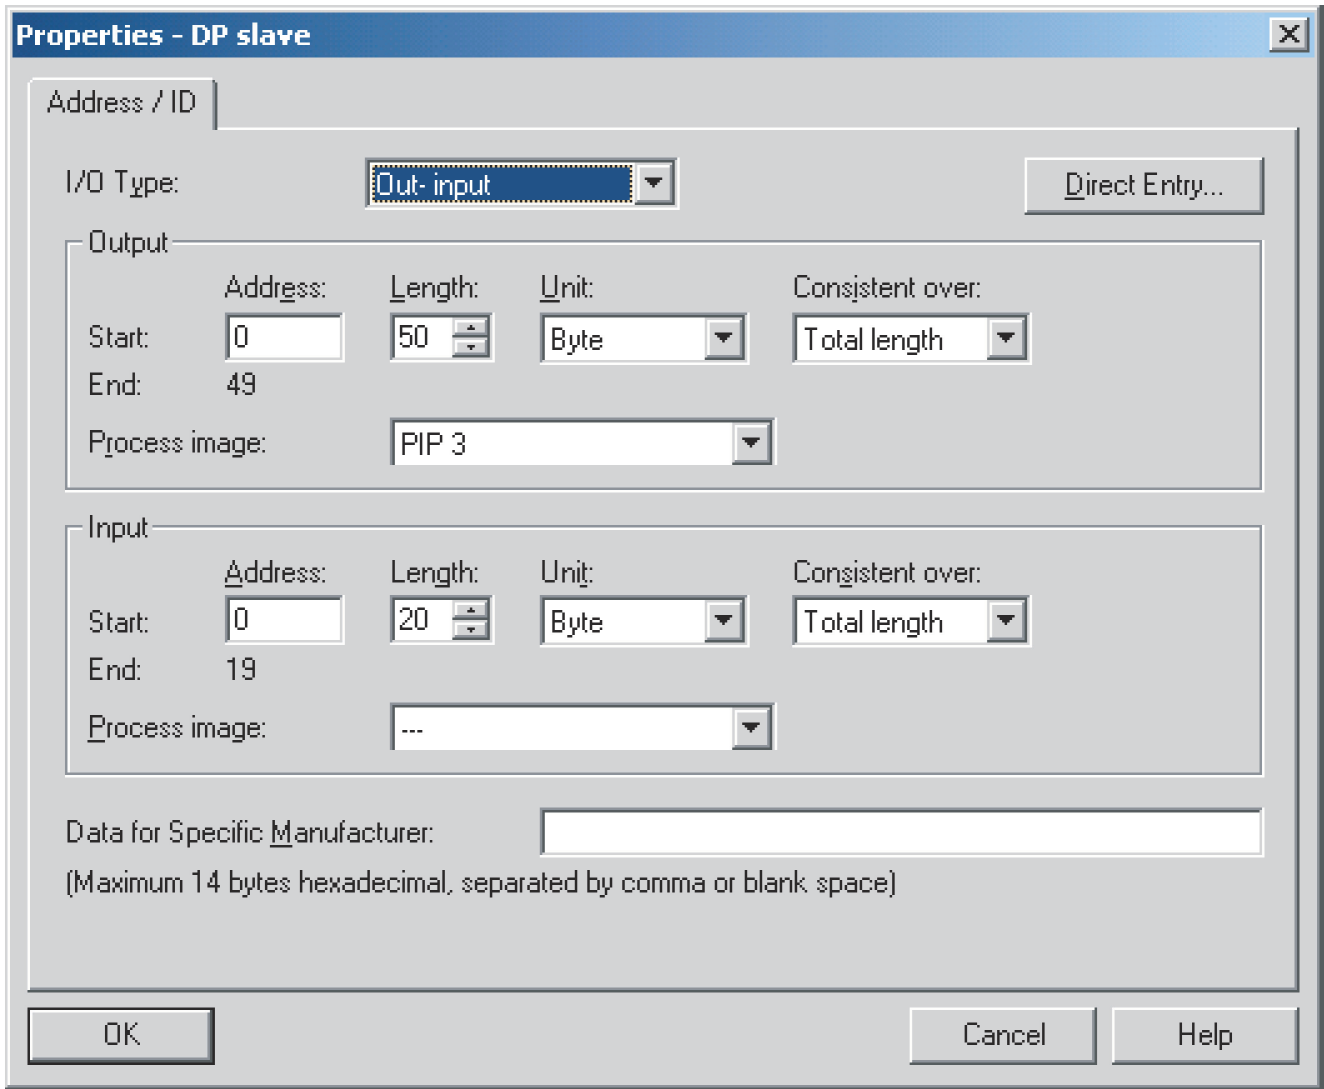 Properties - DP slave
Address / ID
I/O Type: Out- input Direct Entry...
Output
Address: Length: Unit: Consistent over:
Start: 0 50 Byte Total length
End: 49
Process image: PIP 3
Input
Address: Length: Unit: Consistent over:
Start: 0 20 Byte Total length
End: 19
Process image: ---
Data for Specific Manufacturer:
(Maximum 14 bytes hexadecimal, separated by comma or blank space)
OK Cancel Help